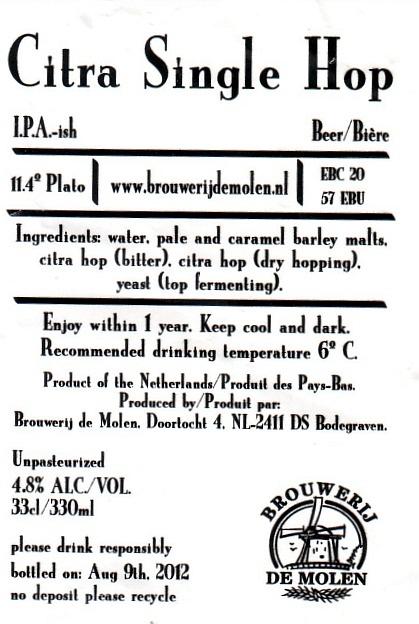 Citra Single Hop
I.P.A.-ish Beer/Bière
11.4º Plato www.brouwerijdemolen.nl EBC 20
57 EBU
Ingredients: water, pale and caramel barley malts,
citra hop (bitter), citra hop (dry hopping),
yeast (top fermenting).
Enjoy within 1 year. Keep cool and dark.
Recommended drinking temperature 6º C.
Product of the Netherlands/Produit des Pays-Bas.
Produced by/Produit par:
Brouwerij de Molen, Doortocht 4, NL-2411 DS Bodegraven.
Unpasteurized
4.8% ALC./VOL.
33cl/330ml
please drink responsibly
bottled on: Aug 9th, 2012
no deposit please recycle
BROUWERIJ
DE MOLEN